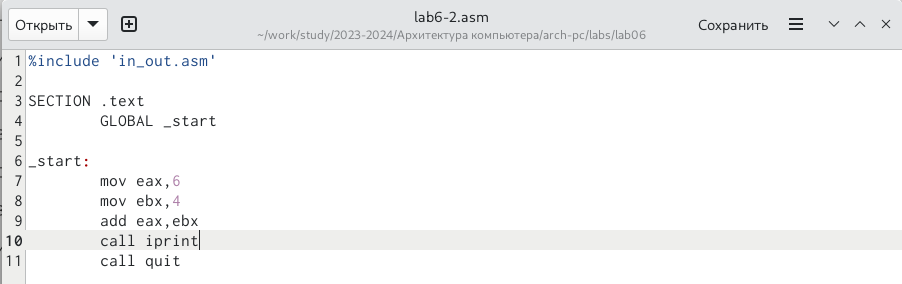 Открыть
lab6-2.asm
~/work/study/2023-2024/Архитектура компьютера/arch-pc/labs/lab06
Сохранить
1 %include 'in_out.asm'
2
3 SECTION .text
4 GLOBAL _start
5
6 _start:
7 mov eax,6
8 mov ebx,4
9 add eax,ebx
10 call iprint
11 call quit